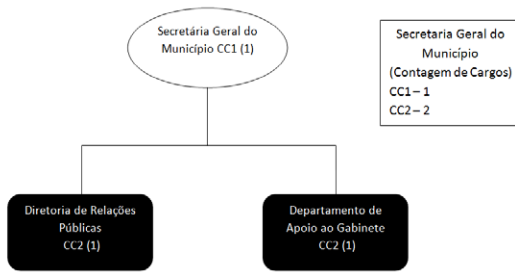 Secretária Geral do
Município CC1 (1)
Secretaria Geral do
Município
(Contagem de Cargos)
CC1 – 1
CC2 – 2
Diretoria de Relações
Públicas
CC2 (1)
Departamento de
Apoio ao Gabinete
CC2 (1)